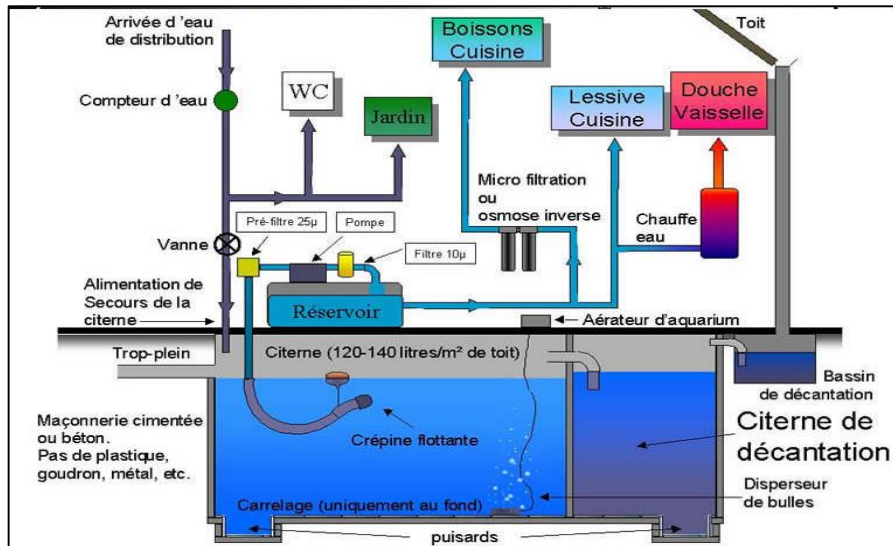 Arrivée d 'eau
de distribution
Compteur d 'eau
WC
Jardin
Boissons
Cuisine
Lessive
Cuisine
Douche
Vaisselle
Toit
Micro filtration
ou
osmose inverse
Chauffe
eau
Pré-filtre 25µ
Pompe
Filtre 10µ
Vanne
Alimentation de
Secours de la
citerne
Réservoir
Aérateur d'aquarium
Trop-plein
Citerne (120-140 litres/m² de toit)
Bassin
de décantation
Maçonnerie cimentée
ou béton.
Pas de plastique,
goudron, métal, etc.
Crépine flottante
Citerne de
décantation
Disperseur
de bulles
Carrelage (uniquement au fond)
puisards